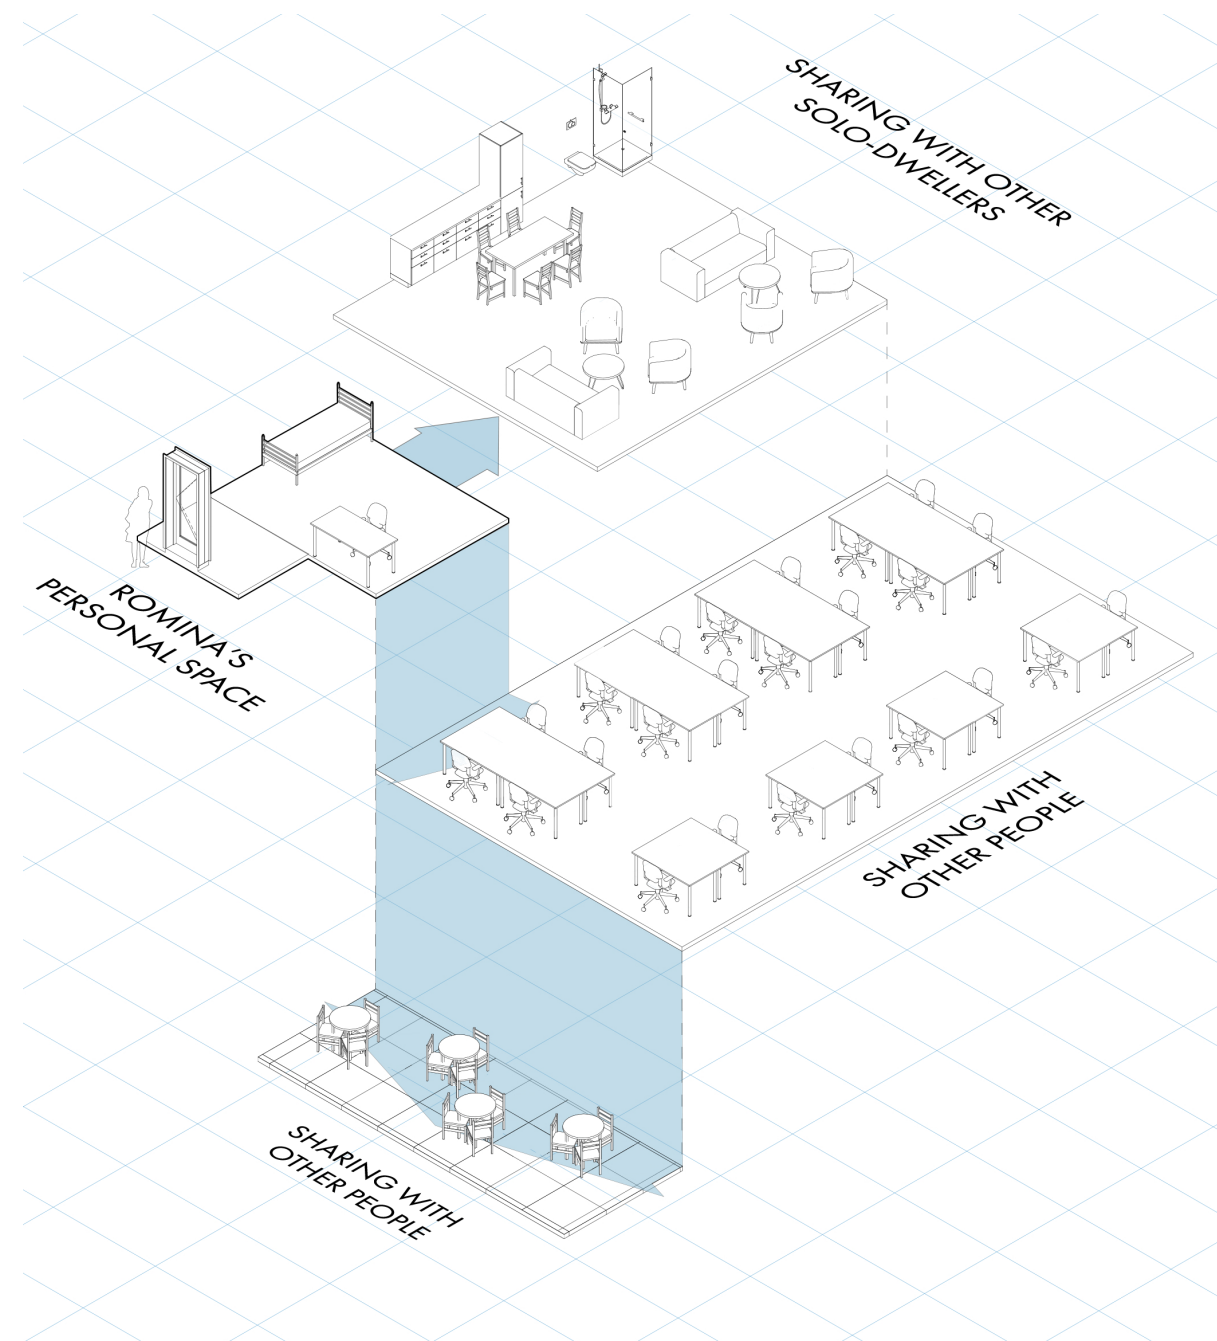 SHARING WITH OTHER
SOLO-DWELLERS
ROMINA'S
PERSONAL SPACE
SHARING WITH
OTHER PEOPLE
SHARING WITH
OTHER PEOPLE